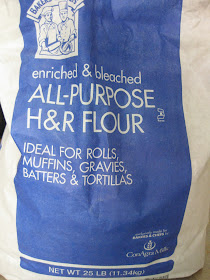 enriched & bleached
ALL-PURPOSE
H&R FLOUR
IDEAL FOR ROLLS,
MUFFINS, GRAVIES,
BATTERS & TORTILLAS
ConAgra Mills
NET WT. 25 LB (11.34kg)